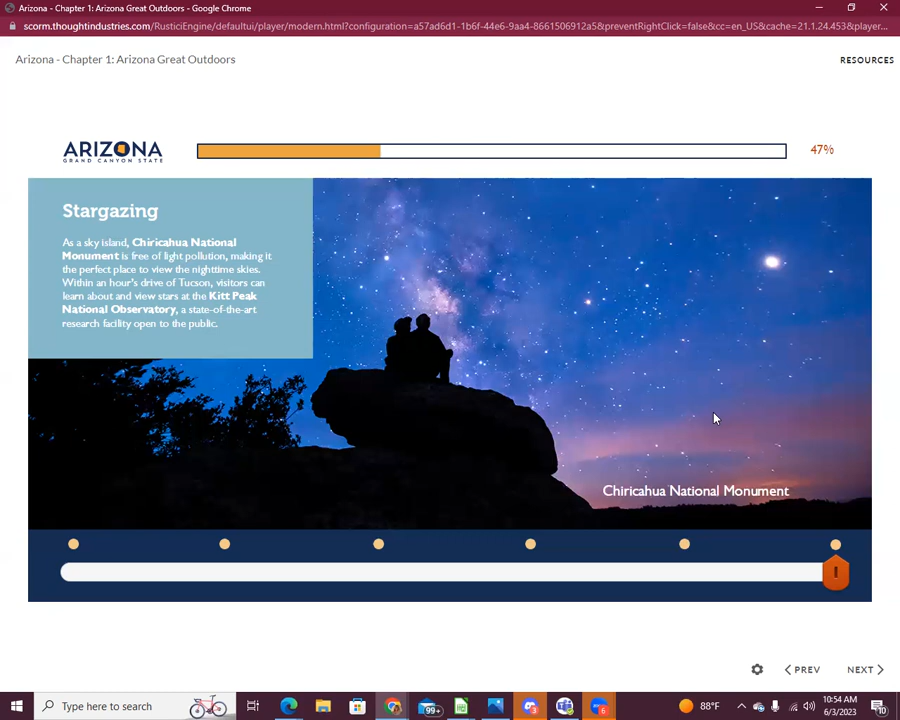 Arizona - Chapter 1: Arizona Great Outdoors - Google Chrome
scorm.thoughtindustries.com/RusticiEngine/defaultui/player/modern.html?configuration=a57ad6d1-1b6f-44e6-9aa4-8661506912a5&preventRightClick=false&cc=en_US&cache=21.1.24.453&player...
Arizona - Chapter 1: Arizona Great Outdoors
RESOURCES
ARIZONA
GRAND CANYON STATE
47%
Stargazing
As a sky island, Chiricahua National
Monument is free of light pollution, making it
the perfect place to view the nighttime skies.
Within an hour's drive of Tucson, visitors can
learn about and view stars at the Kitt Peak
National Observatory, a state-of-the-art
research facility open to the public.
Chiricahua National Monument
!
PREV
NEXT
Type here to search
99+
3
6
88°F
10:54 AM
6/3/2023
10